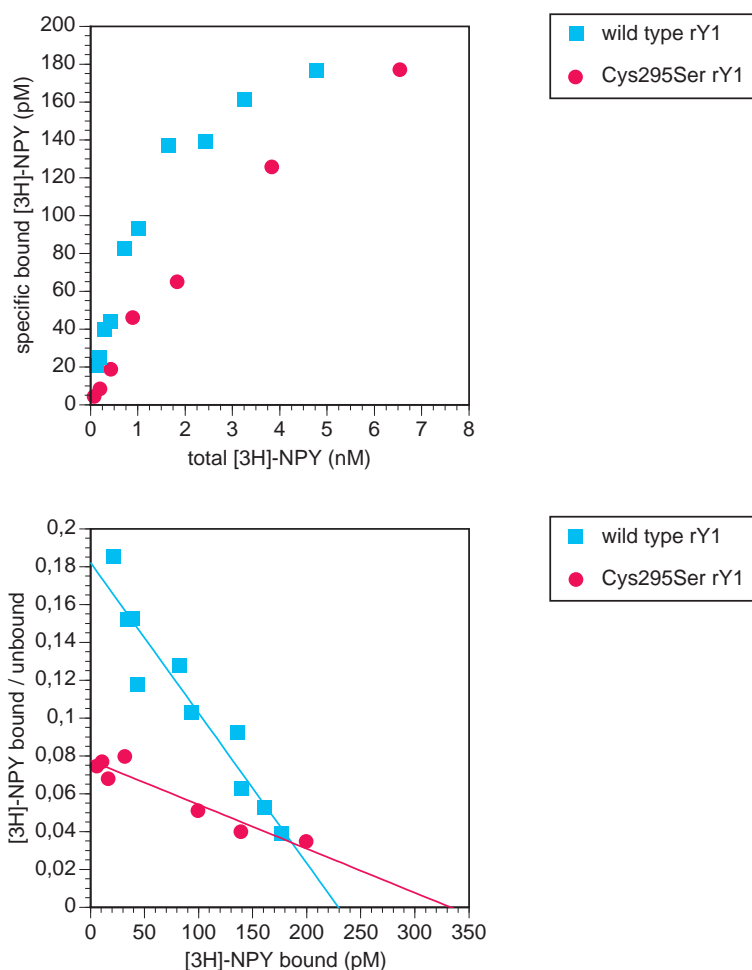 200
180
160
140
120
100
80
60
40
20
0
specific bound [3H]-NPY (pM)
0 1 2 3 4 5 6 7 8
total [3H]-NPY (nM)
wild type rY1
Cys295Ser rY1
0,2
0,18
0,16
0,14
0,12
0,1
0,08
0,06
0,04
0,02
0
[3H]-NPY bound / unbound
0 50 100 150 200 250 300 350
[3H]-NPY bound (pM)
wild type rY1
Cys295Ser rY1